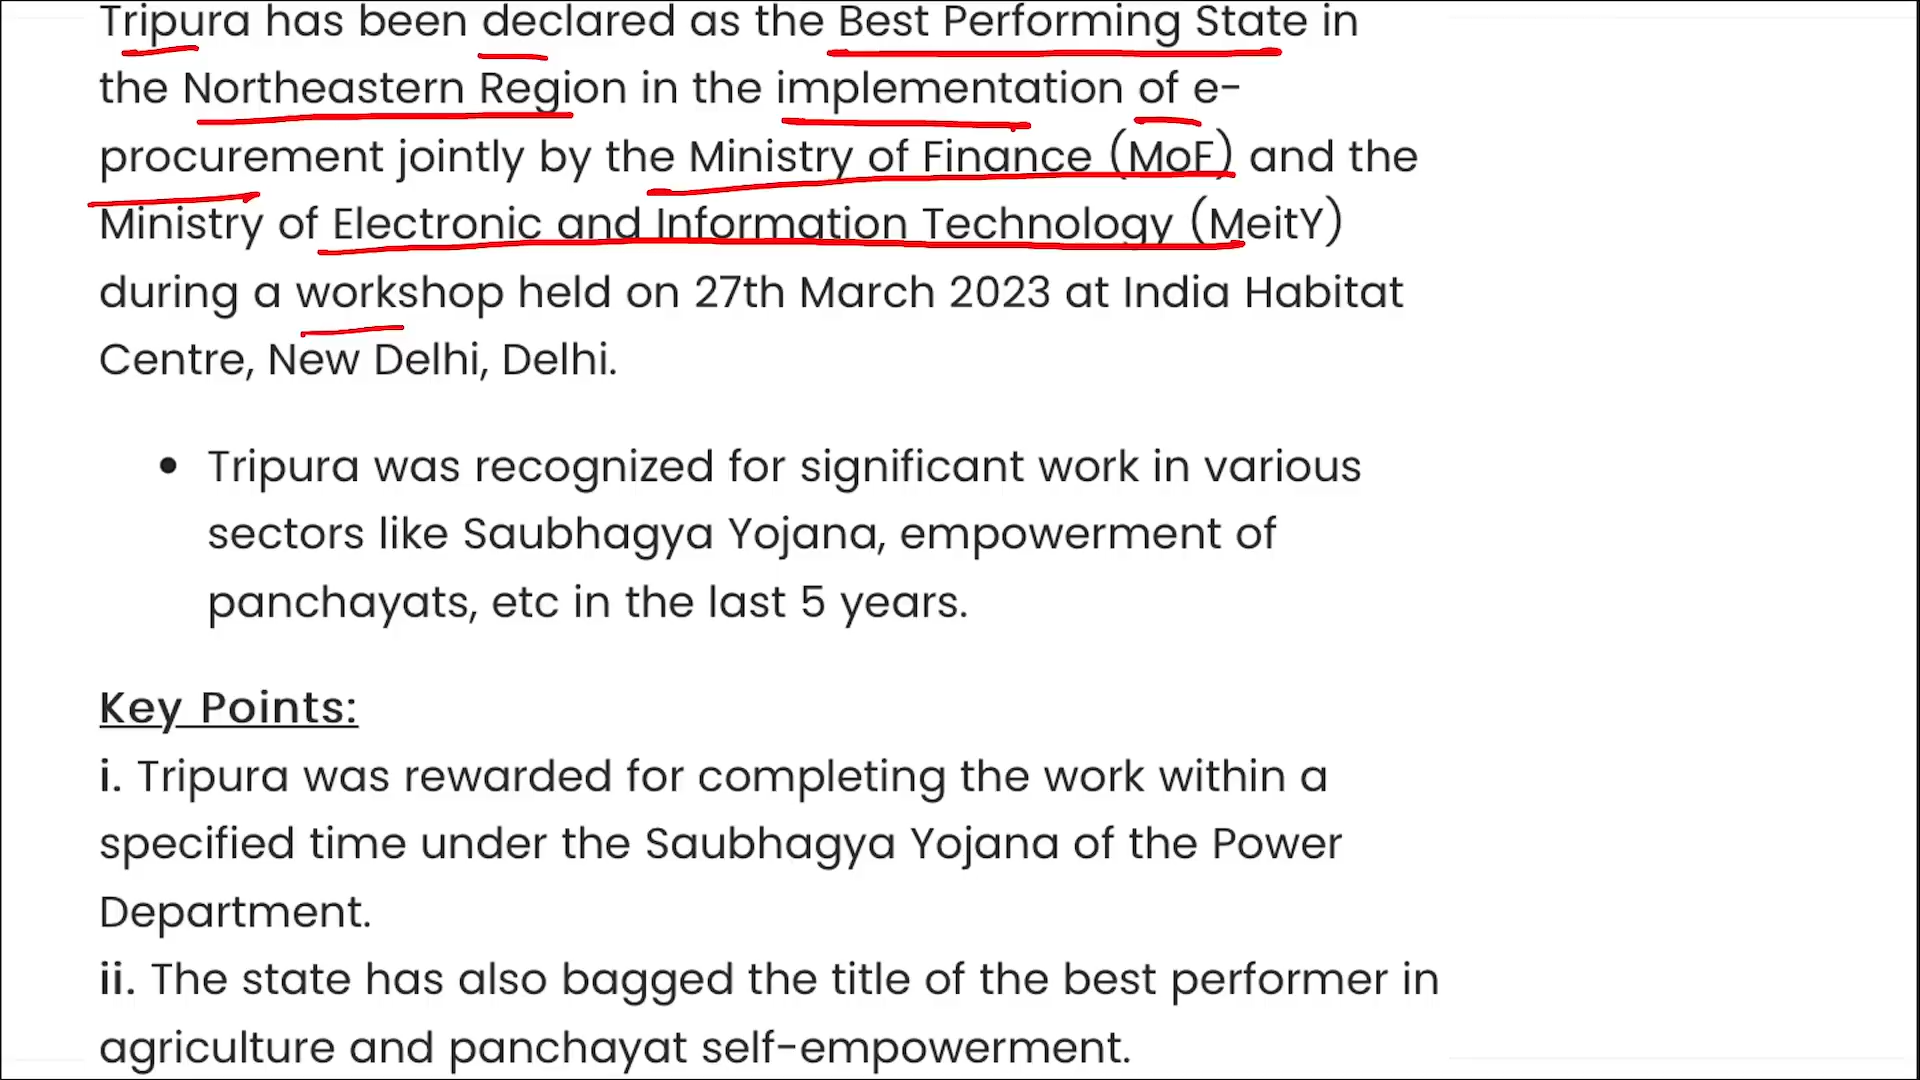 Tripura has been declared as the Best Performing State in
the Northeastern Region in the implementation of e-
procurement jointly by the Ministry of Finance (MoF) and the
Ministry of Electronic and Information Technology (MeitY)
during a workshop held on 27th March 2023 at India Habitat
Centre, New Delhi, Delhi.
• Tripura was recognized for significant work in various
sectors like Saubhagya Yojana, empowerment of
panchayats, etc in the last 5 years.
Key Points:
i. Tripura was rewarded for completing the work within a
specified time under the Saubhagya Yojana of the Power
Department.
ii. The state has also bagged the title of the best performer in
agriculture and panchayat self-empowerment.